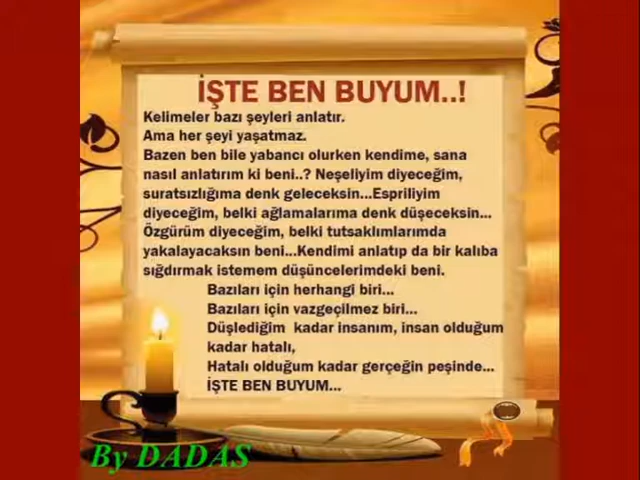 İŞTE BEN BUYUM..!
Kelimeler bazı şeyleri anlatır.
Ama her şeyi yaşatmaz.
Bazen ben bile yabancı olurken kendime, sana
nasıl anlatırım ki beni..? Neşeliyim diyeceğim,
suratsızlığıma denk geleceksin...Espriliyim
diyeceğim, belki ağlamalarıma denk düşeceksin...
Özgürüm diyeceğim, belki tutsaklımlarımda
yakalayacaksın beni...Kendimi anlatıp da bir kalıba
sığdırmak istemem düşüncelerimdeki beni.
Bazıları için herhangi biri...
Bazıları için vazgeçilmez biri...
Düşlediğim kadar insanım, insan olduğum
kadar hatalı,
Hatalı olduğum kadar gerçeğin peşinde...
İŞTE BEN BUYUM...
By DADAS